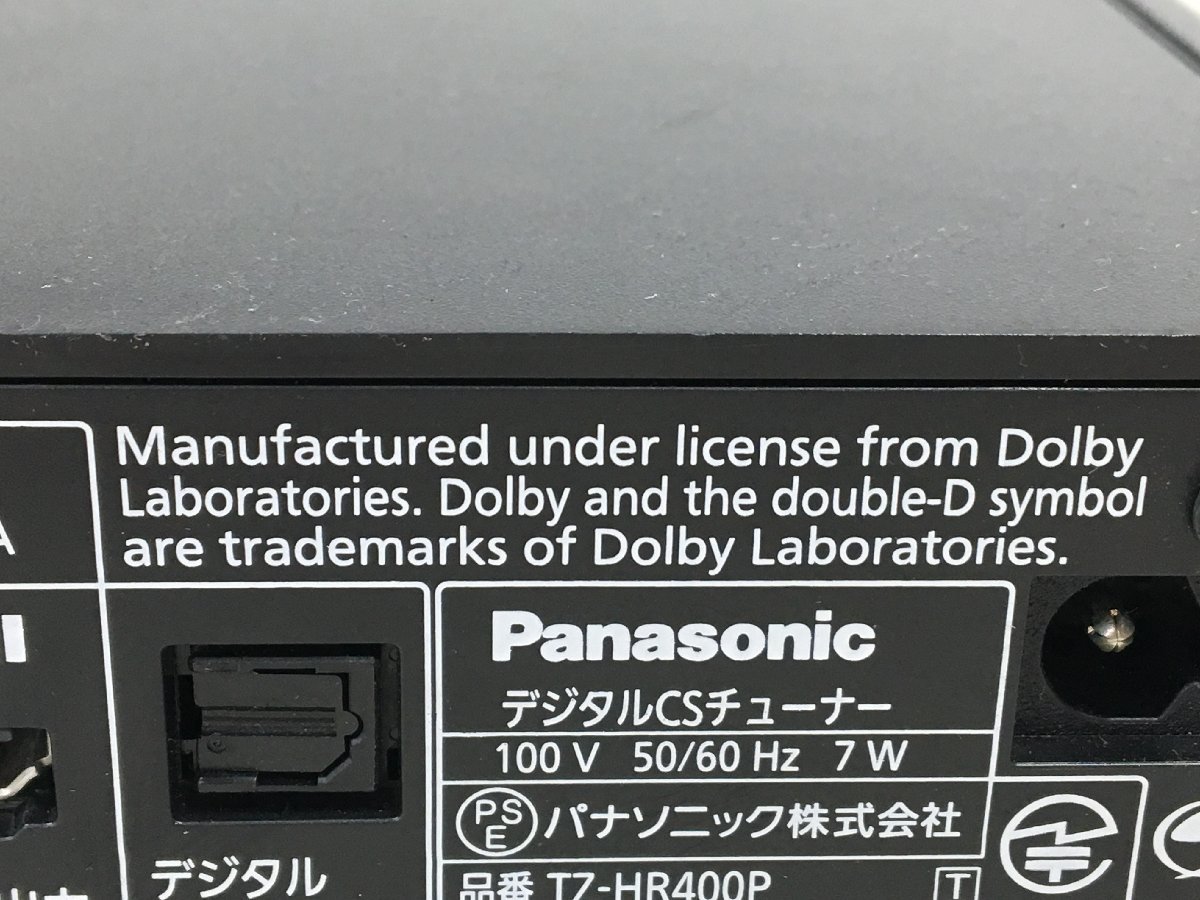 Manufactured under license from Dolby
Laboratories. Dolby and the double-D symbol
are trademarks of Dolby Laboratories.
A
I
Panasonic
デジタルCSチューナー
100 V 50/60 Hz 7 W
PS
E
パナソニック株式会社
デジタル
品番 TZ-HR400P
T